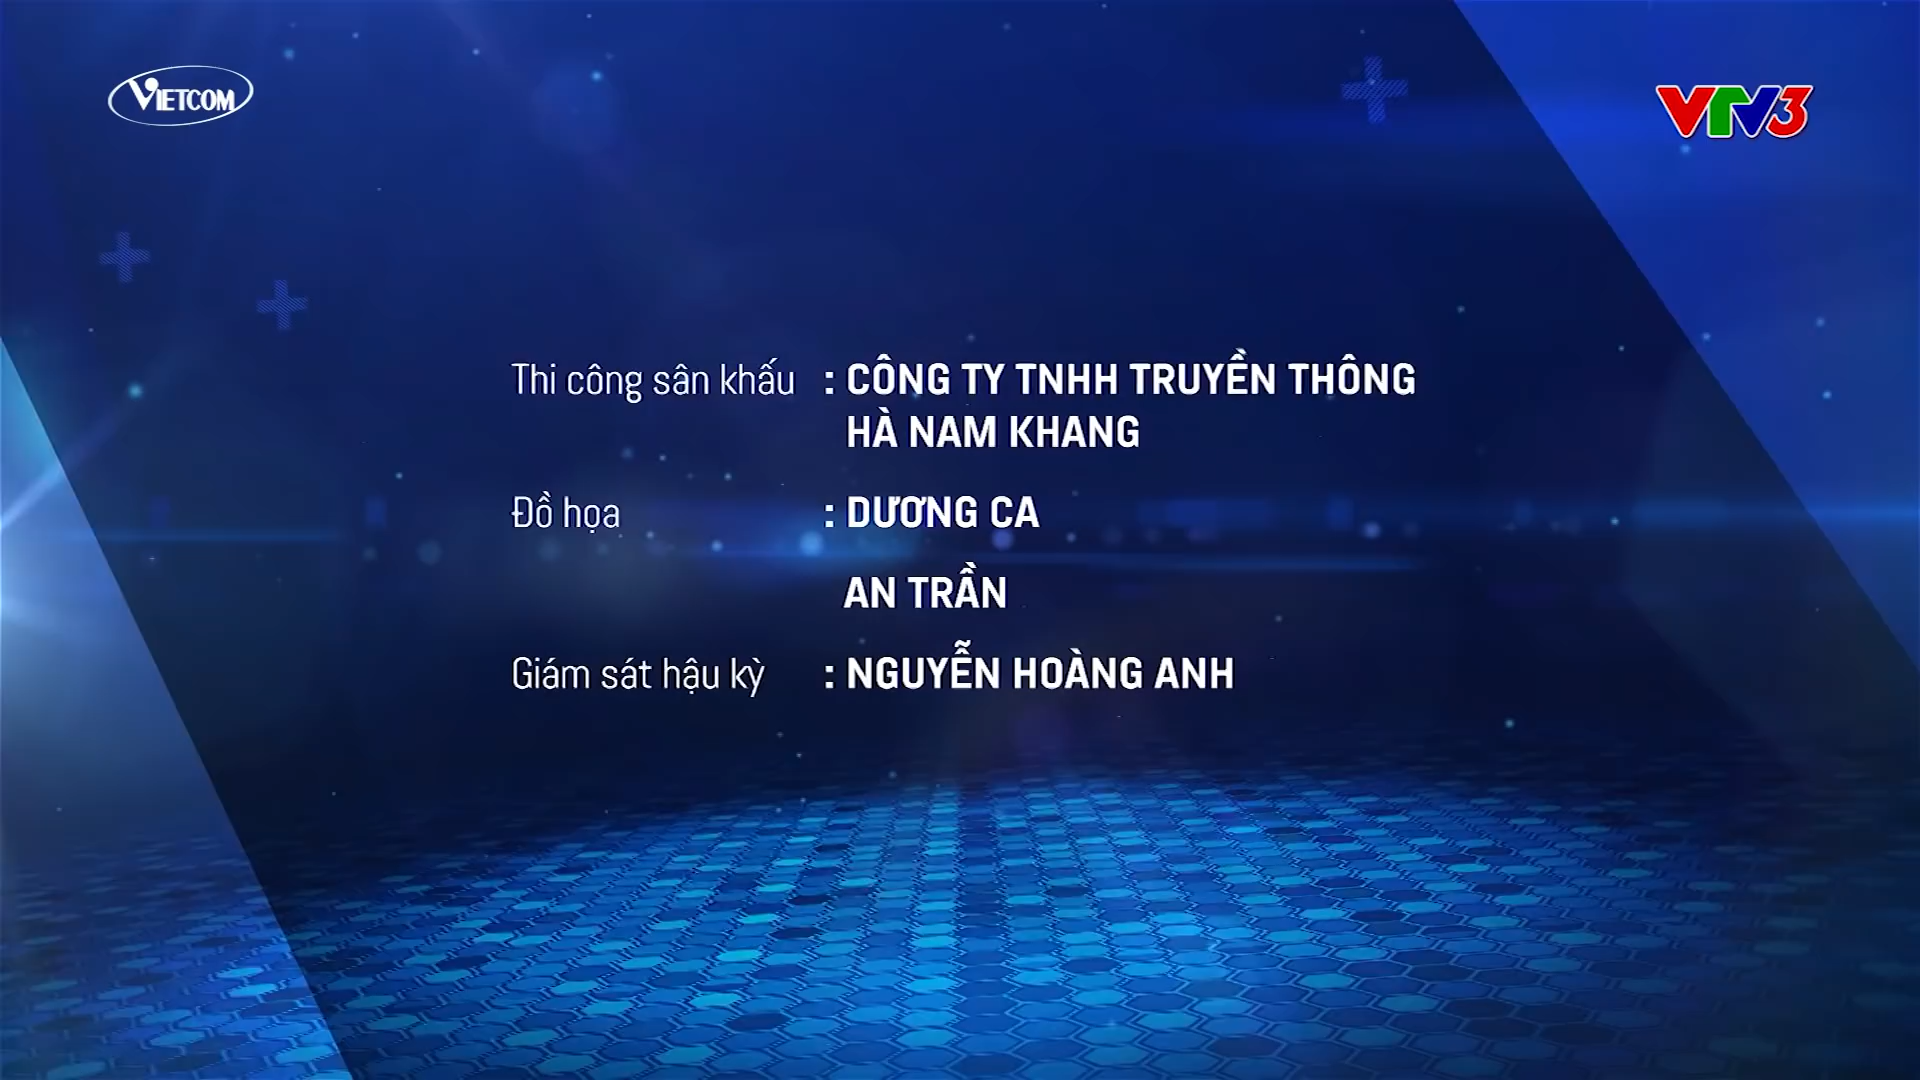 VIETCOM
VTV3
Thi công sân khấu : CÔNG TY TNHH TRUYỀN THÔNG
HÀ NAM KHANG
Đồ họa : DƯƠNG CA
AN TRẦN
Giám sát hậu kỳ : NGUYỄN HOÀNG ANH